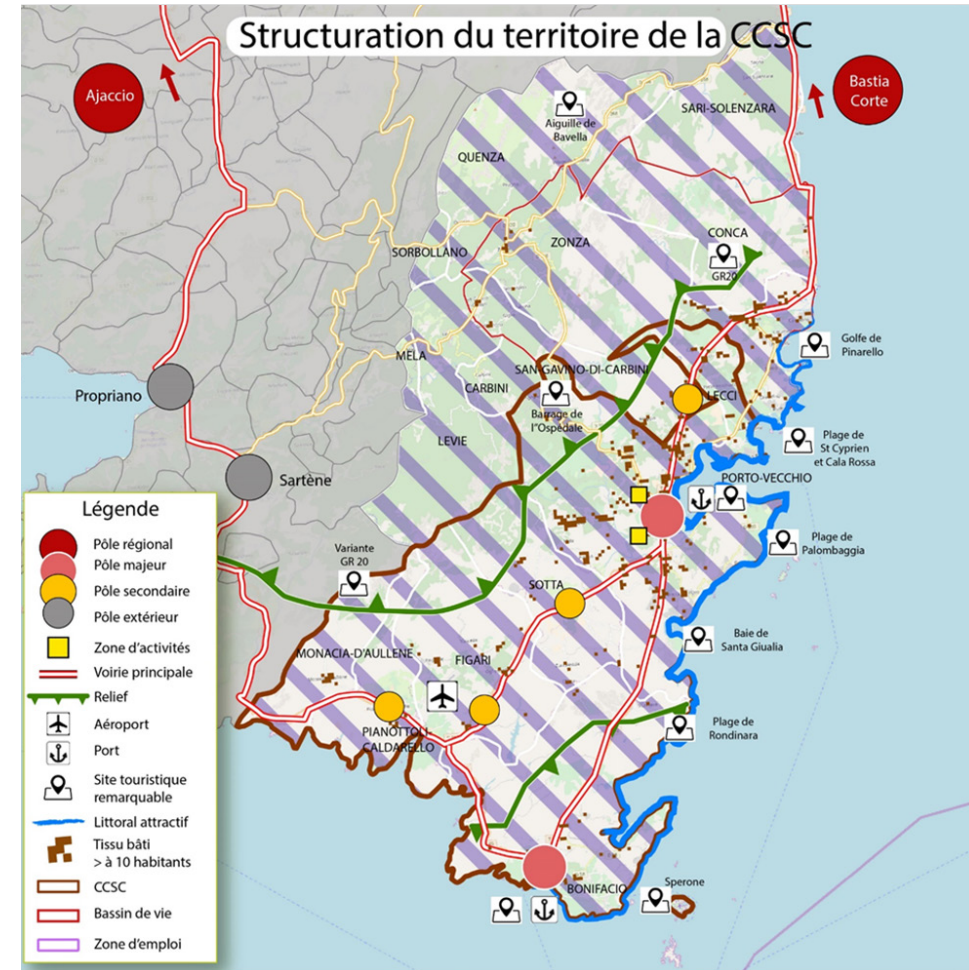 Structuration du territoire de la CCSC
Ajaccio
Bastia
Corte
Aiguille de
Bavella
SARI-SOLENZARA
QUENZA
CONCA
ZONZA
SORBOLLANO
GR20
Golfe de
Pinarello
MELA
SAN-GAVINO-DI-CARBINI
CARBINI
LECCI
Propriano
Barrage de
l'Ospedale
Plage de
St Cyprien
et Cala Rossa
LEVIE
Sartène
PORTO-VECCHIO
Plage de
Palombaggia
Variante
GR 20
SOTTA
Baie de
Santa Giualia
MONACIA-D'AULLENE
FIGARI
Plage de
Rondinara
PIANOTTOLI-
CALDARELLO
Sperone
BONIFACIO
Légende
Pôle régional
Pôle majeur
Pôle secondaire
Pôle extérieur
Zone d'activités
Voirie principale
Relief
Aéroport
Port
Site touristique
remarquable
Littoral attractif
Tissu bâti
> à 10 habitants
CCSC
Bassin de vie
Zone d'emploi